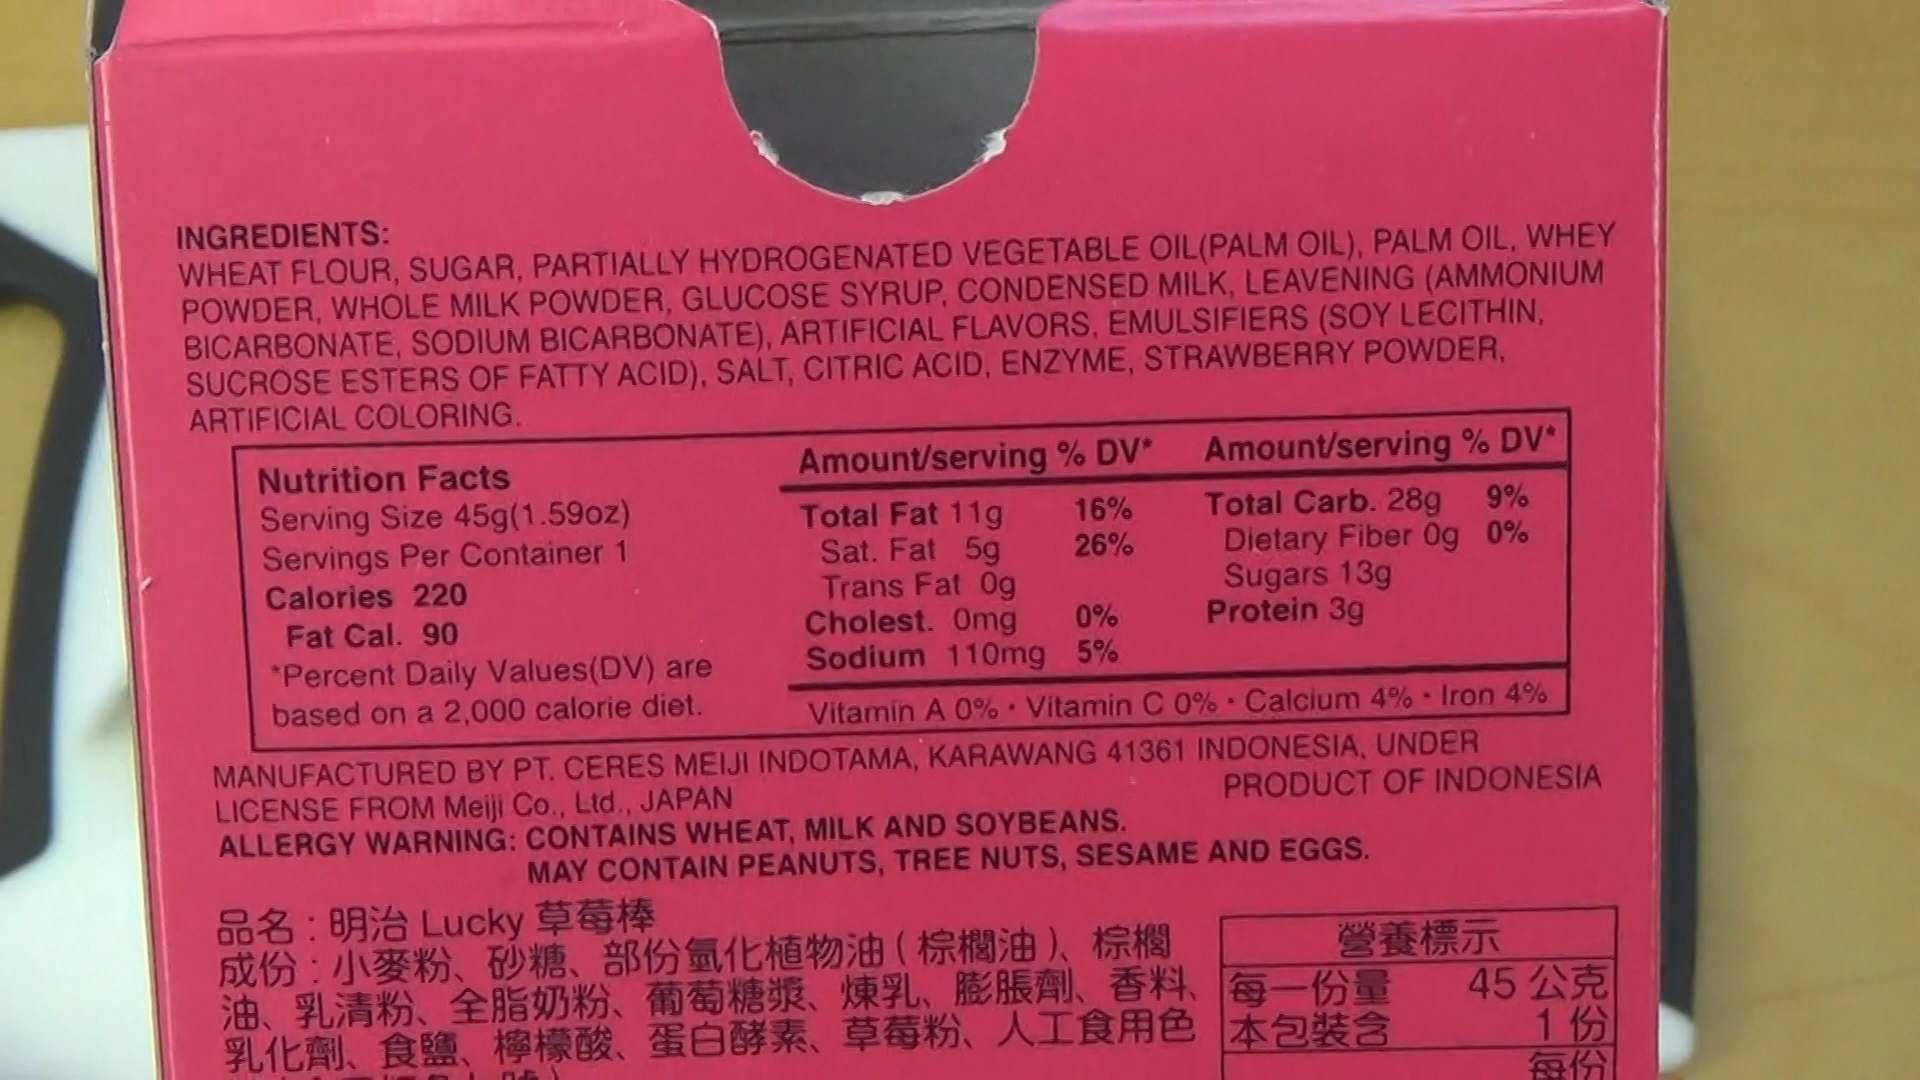 INGREDIENTS:
WHEAT FLOUR, SUGAR, PARTIALLY HYDROGENATED VEGETABLE OIL(PALM OIL), PALM OIL, WHEY
POWDER, WHOLE MILK POWDER, GLUCOSE SYRUP, CONDENSED MILK, LEAVENING (AMMONIUM
BICARBONATE, SODIUM BICARBONATE), ARTIFICIAL FLAVORS, EMULSIFIERS (SOY LECITHIN,
SUCROSE ESTERS OF FATTY ACID), SALT, CITRIC ACID, ENZYME, STRAWBERRY POWDER,
ARTIFICIAL COLORING.
Nutrition Facts
Serving Size 45g(1.59oz)
Servings Per Container 1
Calories 220
Fat Cal. 90
*Percent Daily Values(DV) are
based on a 2,000 calorie diet.
Amount/serving % DV*
Total Fat 11g 16%
Sat. Fat 5g 26%
Trans Fat 0g
Cholest. 0mg 0%
Sodium 110mg 5%
Amount/serving % DV*
Total Carb. 28g 9%
Dietary Fiber 0g 0%
Sugars 13g
Protein 3g
Vitamin A 0% • Vitamin C 0% • Calcium 4% • Iron 4%
MANUFACTURED BY PT. CERES MEIJI INDOTAMA, KARAWANG 41361 INDONESIA, UNDER
LICENSE FROM Meiji Co., Ltd., JAPAN
PRODUCT OF INDONESIA
ALLERGY WARNING: CONTAINS WHEAT, MILK AND SOYBEANS.
MAY CONTAIN PEANUTS, TREE NUTS, SESAME AND EGGS.
品名 : 明治 Lucky 草莓棒
成份 : 小麥粉、砂糖、部份氫化植物油 ( 棕櫚油 )、棕櫚
油、乳清粉、全脂奶粉、葡萄糖漿、煉乳、膨脹劑、香料、
乳化劑、食鹽、檸檬酸、蛋白酵素、草莓粉、人工食用色
營養標示
每一份量 45 公克
本包裝含 1 份
每份